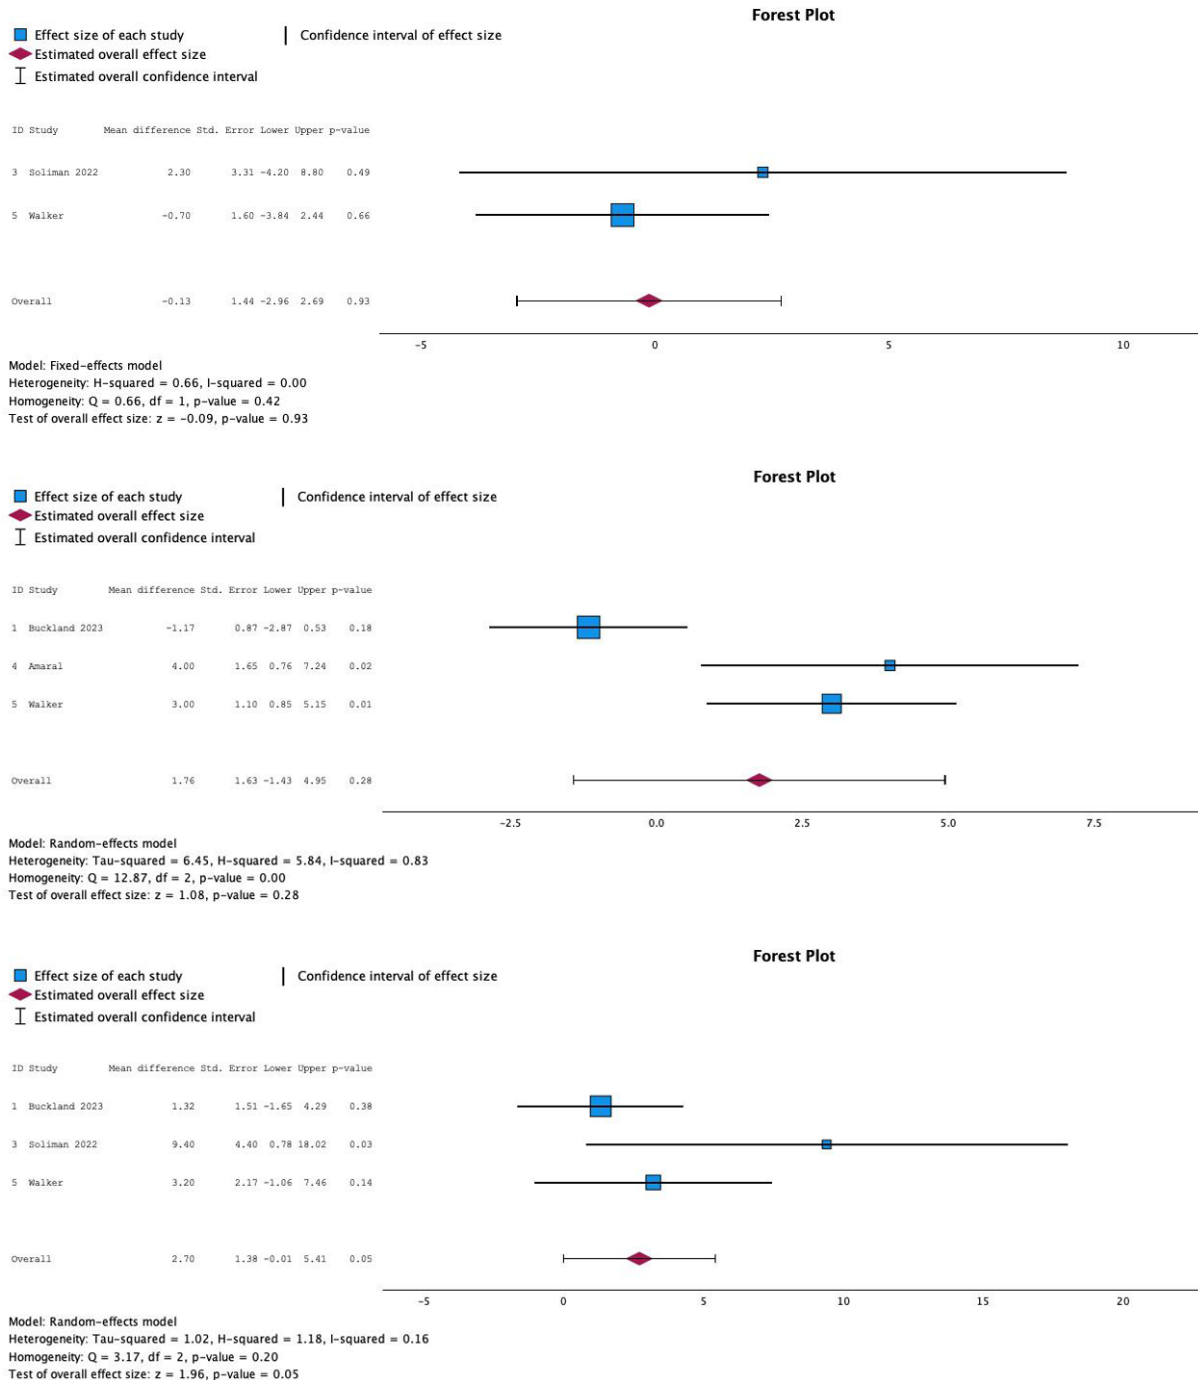 Forest Plot
Effect size of each study Confidence interval of effect size
Estimated overall effect size
Estimated overall confidence interval
ID Study Mean difference Std. Error Lower Upper p-value
3 Soliman 2022 2.30 3.31 -4.20 8.80 0.49
5 Walker -0.70 1.60 -3.84 2.44 0.66
Overall -0.13 1.44 -2.96 2.69 0.93
-5 0 5 10
Model: Fixed-effects model
Heterogeneity: H-squared = 0.66, I-squared = 0.00
Homogeneity: Q = 0.66, df = 1, p-value = 0.42
Test of overall effect size: z = -0.09, p-value = 0.93
Forest Plot
Effect size of each study Confidence interval of effect size
Estimated overall effect size
Estimated overall confidence interval
ID Study Mean difference Std. Error Lower Upper p-value
1 Buckland 2023 -1.17 0.87 -2.87 0.53 0.18
4 Amaral 4.00 1.65 0.76 7.24 0.02
5 Walker 3.00 1.10 0.85 5.15 0.01
Overall 1.76 1.63 -1.43 4.95 0.28
-2.5 0.0 2.5 5.0 7.5
Model: Random-effects model
Heterogeneity: Tau-squared = 6.45, H-squared = 5.84, I-squared = 0.83
Homogeneity: Q = 12.87, df = 2, p-value = 0.00
Test of overall effect size: z = 1.08, p-value = 0.28
Forest Plot
Effect size of each study Confidence interval of effect size
Estimated overall effect size
Estimated overall confidence interval
ID Study Mean difference Std. Error Lower Upper p-value
1 Buckland 2023 1.32 1.51 -1.65 4.29 0.38
3 Soliman 2022 9.40 4.40 0.78 18.02 0.03
5 Walker 3.20 2.17 -1.06 7.46 0.14
Overall 2.70 1.38 -0.01 5.41 0.05
-5 0 5 10 15 20
Model: Random-effects model
Heterogeneity: Tau-squared = 1.02, H-squared = 1.18, I-squared = 0.16
Homogeneity: Q = 3.17, df = 2, p-value = 0.20
Test of overall effect size: z = 1.96, p-value = 0.05